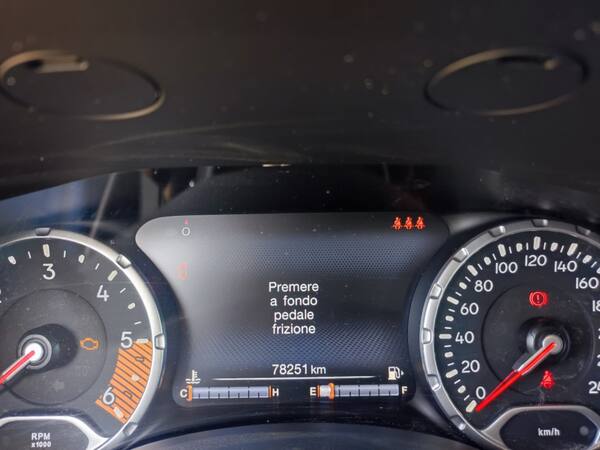 O
Premere
a fondo
pedale
frizione
78251 km
C H E F
3
4
5
6
RPM
x1000
0
20
40
60
80
100
120
140
160
180
km/h